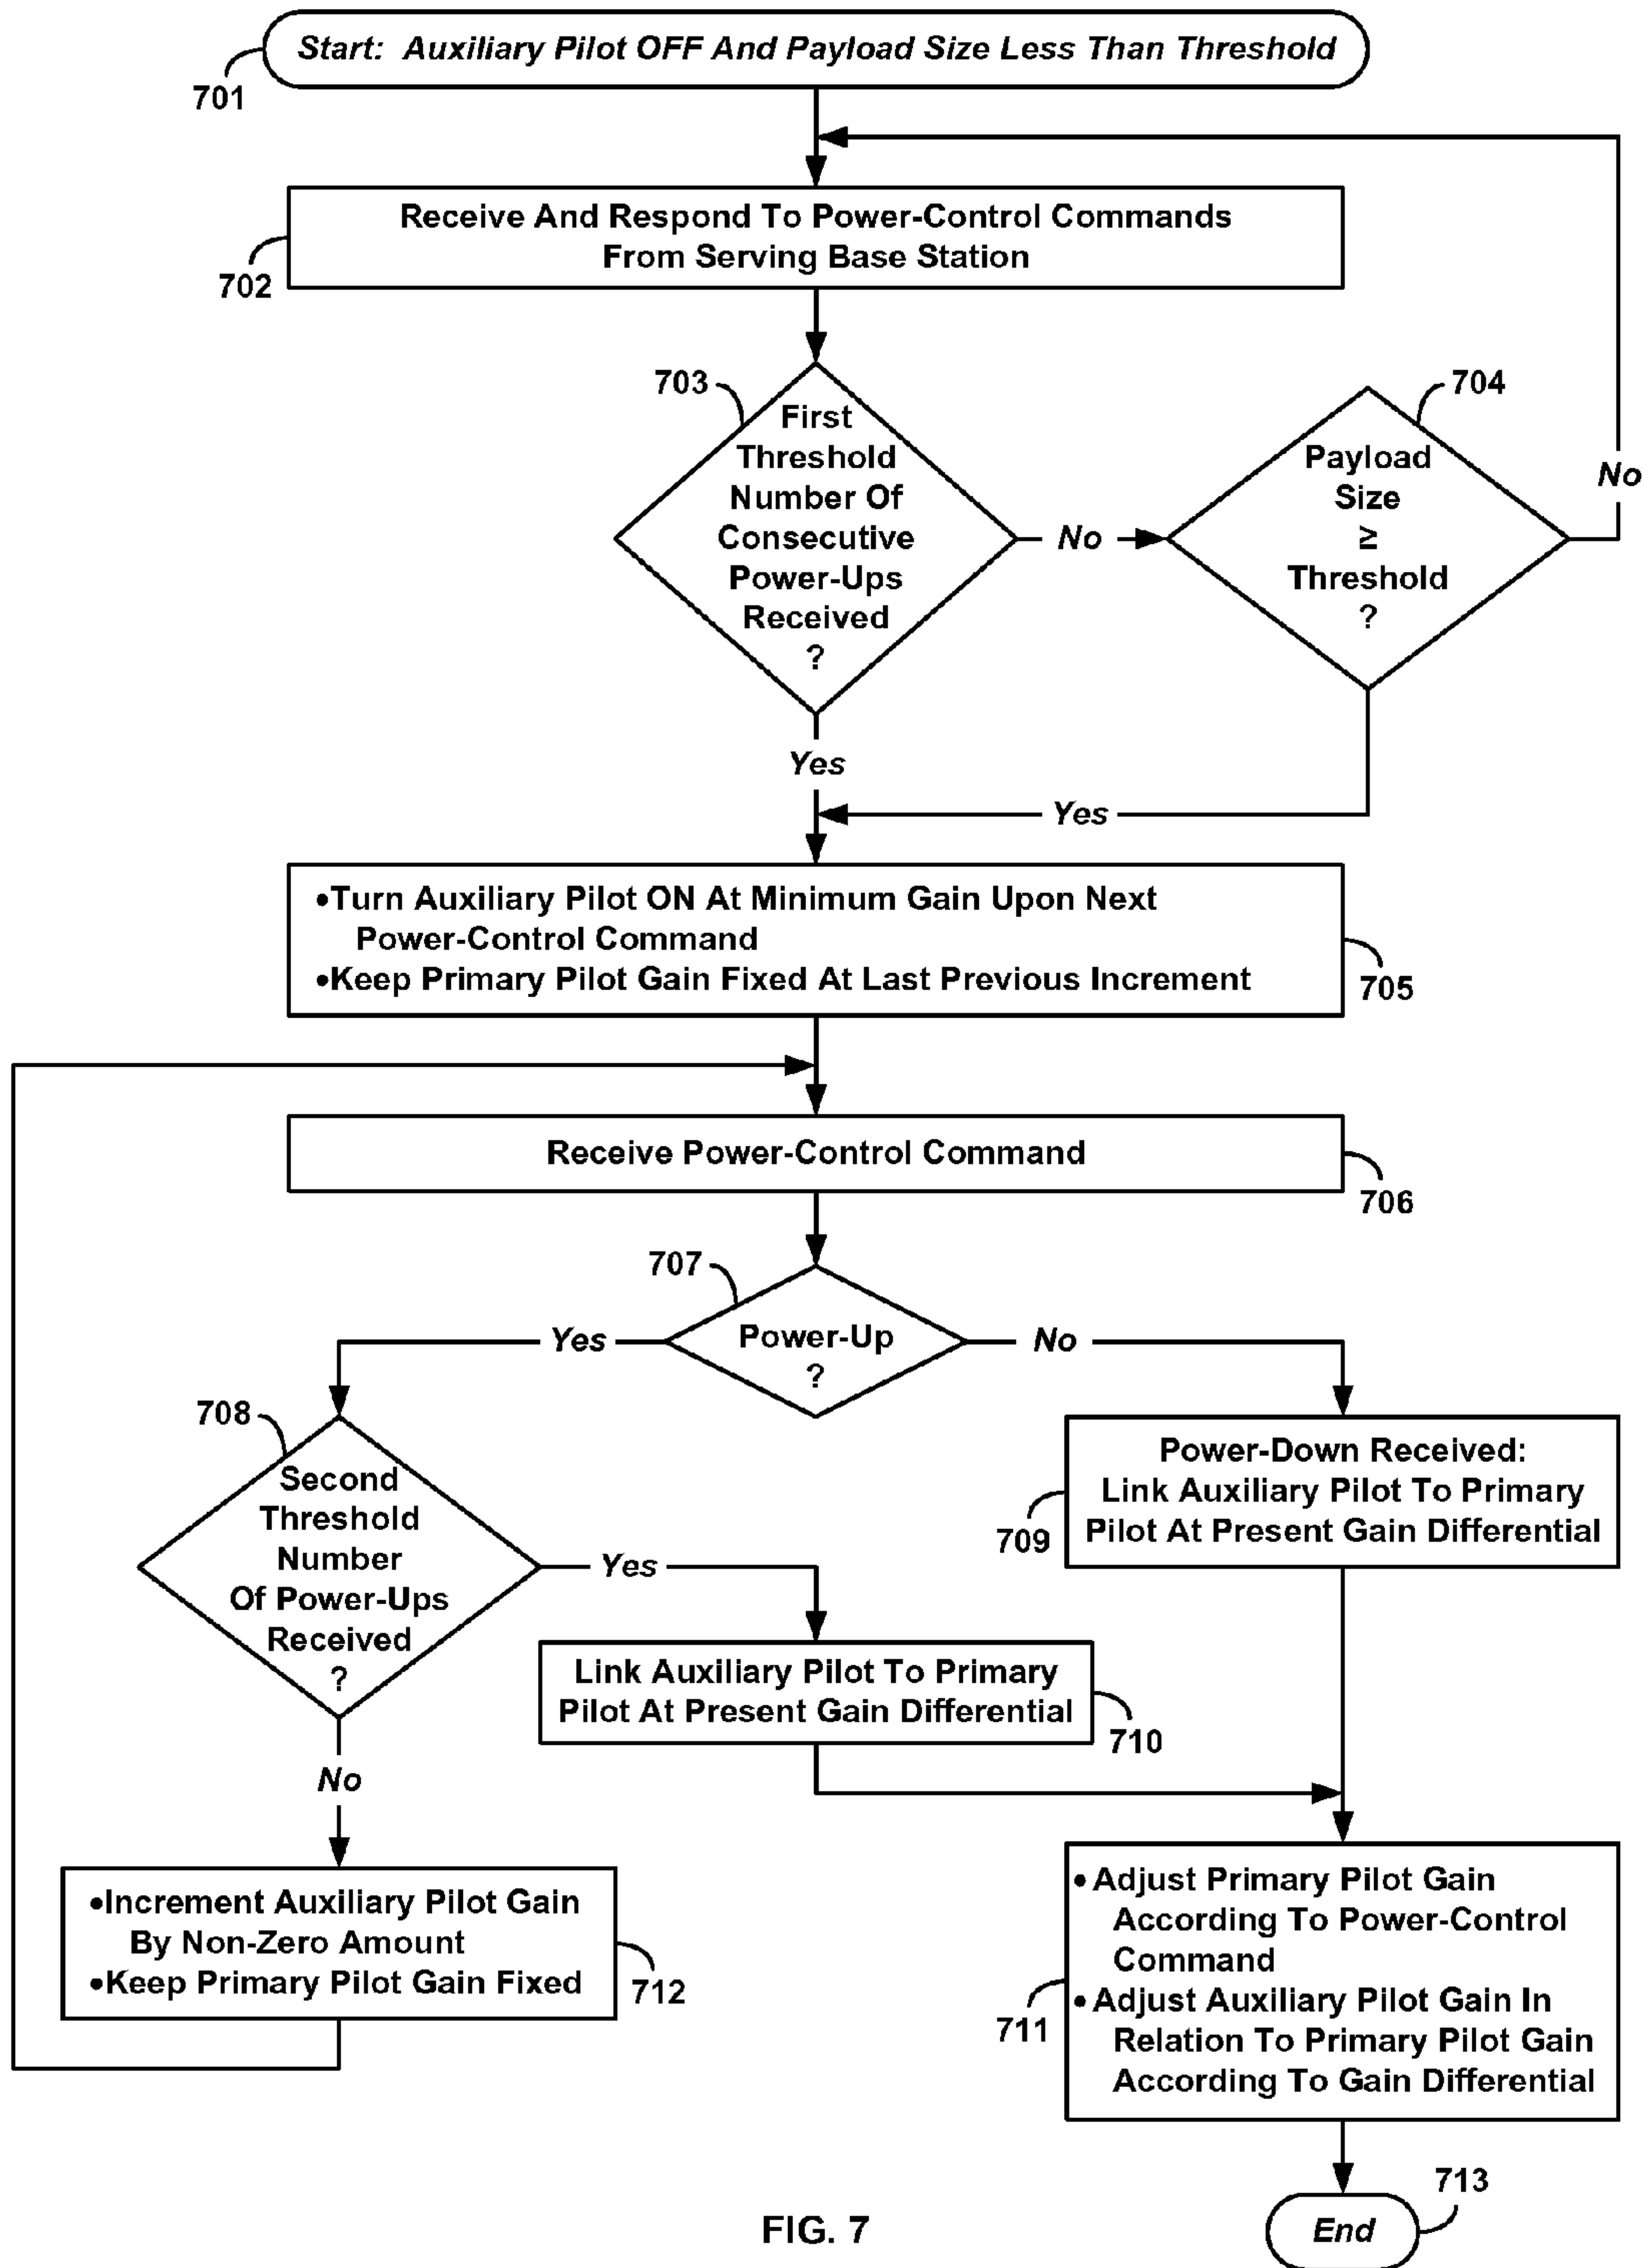 Start: Auxiliary Pilot OFF And Payload Size Less Than Threshold
701
Receive And Respond To Power-Control Commands
From Serving Base Station
702
703
First
Threshold
Number Of
Consecutive
Power-Ups
Received
?
No
704
Payload
Size
≥
Threshold
?
No
Yes
Yes
•Turn Auxiliary Pilot ON At Minimum Gain Upon Next
Power-Control Command
•Keep Primary Pilot Gain Fixed At Last Previous Increment
705
Receive Power-Control Command
706
707
Power-Up
?
Yes
No
708
Second
Threshold
Number
Of Power-Ups
Received
?
Yes
Power-Down Received:
Link Auxiliary Pilot To Primary
Pilot At Present Gain Differential
709
Link Auxiliary Pilot To Primary
Pilot At Present Gain Differential
710
No
•Increment Auxiliary Pilot Gain
By Non-Zero Amount
•Keep Primary Pilot Gain Fixed
712
• Adjust Primary Pilot Gain
According To Power-Control
Command
• Adjust Auxiliary Pilot Gain In
Relation To Primary Pilot Gain
According To Gain Differential
711
713
End
FIG. 7